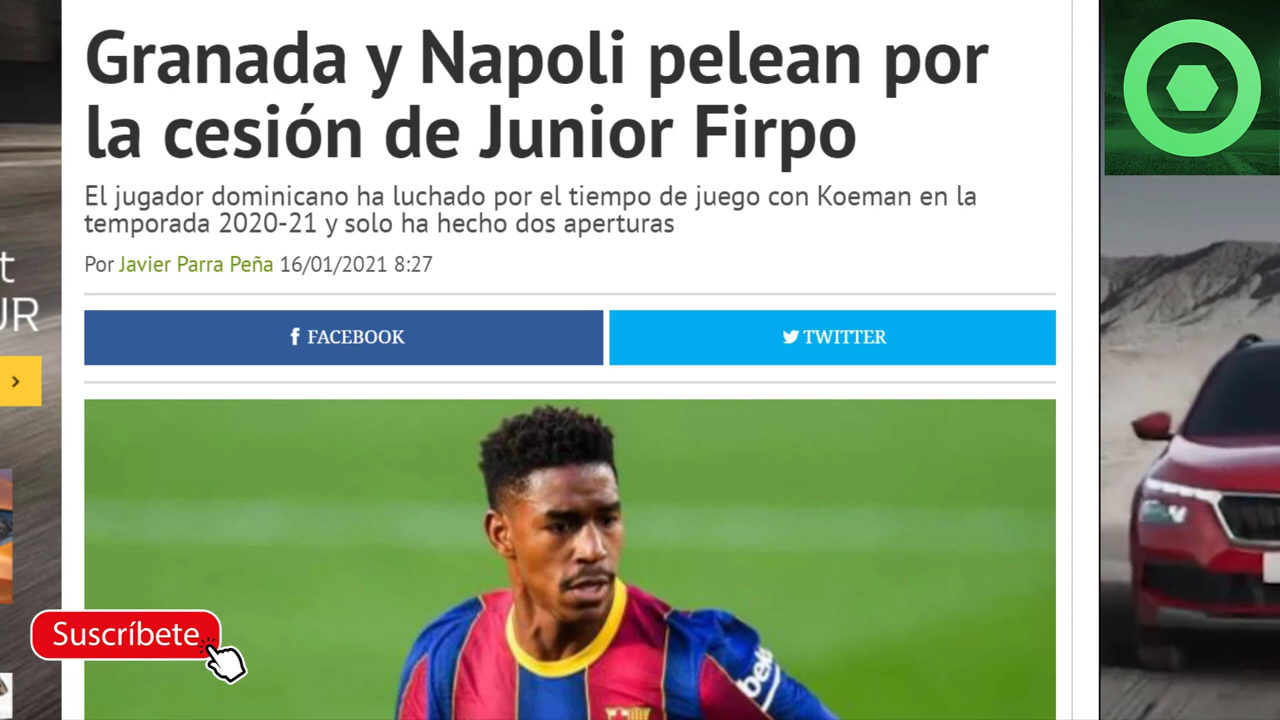 Granada y Napoli pelean por
la cesión de Junior Firpo
El jugador dominicano ha luchado por el tiempo de juego con Koeman en la
temporada 2020-21 y solo ha hecho dos aperturas
Por Javier Parra Peña 16/01/2021 8:27
FACEBOOK
TWITTER
t
UR
Suscríbete
beko